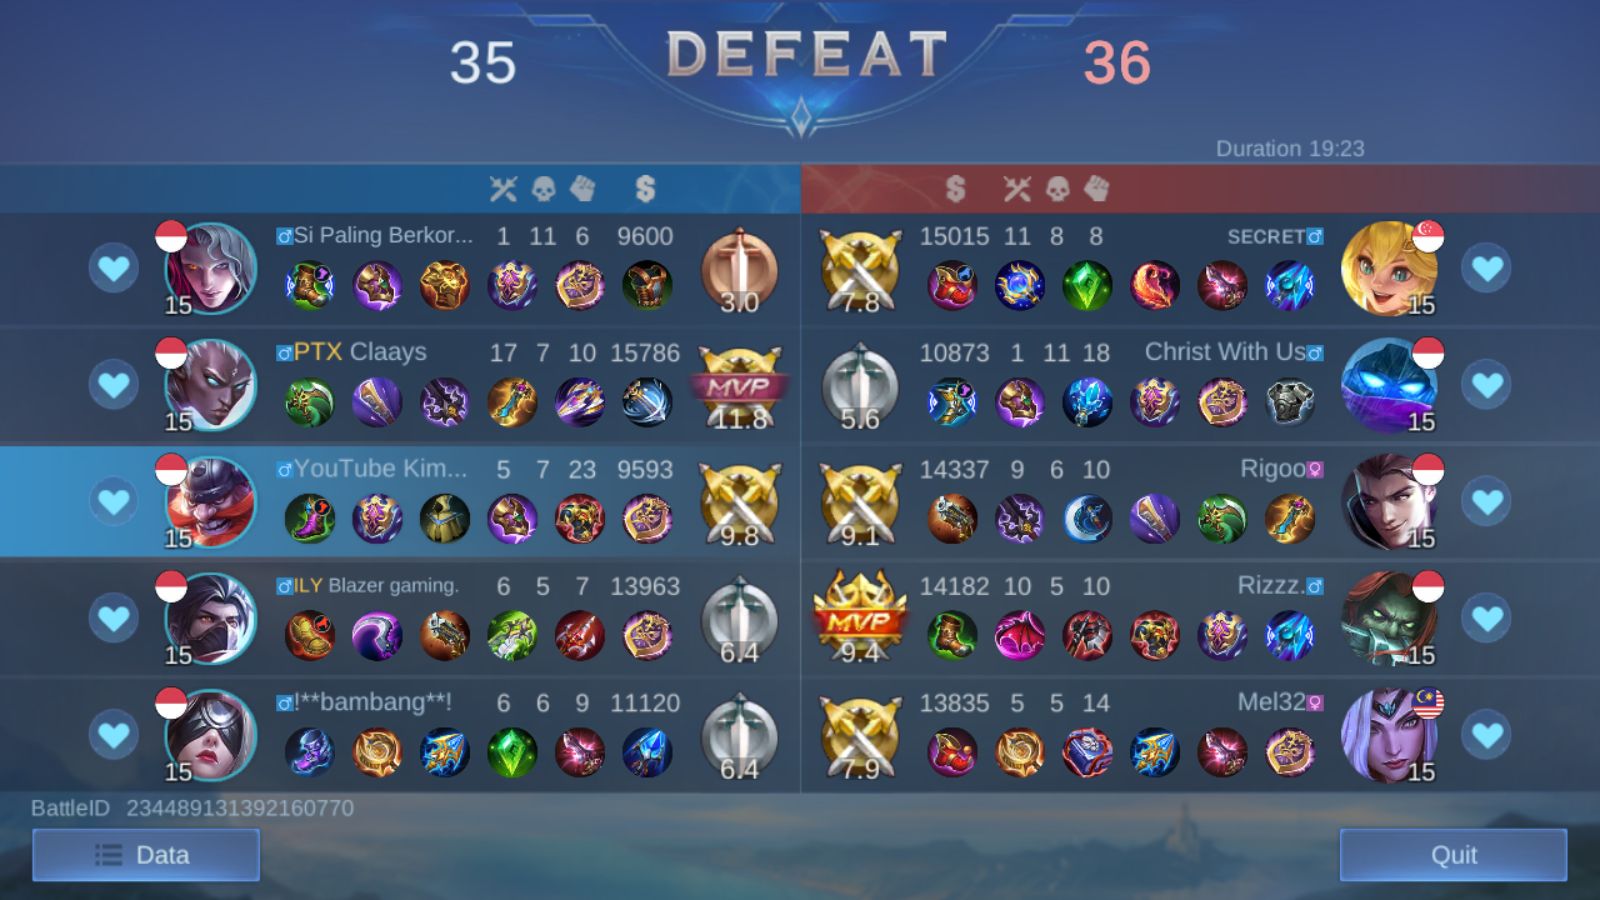 35 DEFEAT 36
Duration 19:23
Si Paling Berkor... 1 11 6 9600 3.0
15
7.8 15015 11 8 8 SECRET
15
PTX Claays 17 7 10 15786 MVP 11.8
15
5.6 10873 1 11 18 Christ With Us
15
YouTube Kim... 5 7 23 9593 9.8
15
9.1 14337 9 6 10 Rigoo
15
ILY Blazer gaming. 6 5 7 13963 6.4
15
MVP 9.4 14182 10 5 10 Rizzz.
15
!**bambang**! 6 6 9 11120 6.4
15
7.9 13835 5 5 14 Mel32
15
BattleID 234489131392160770
Data
Quit